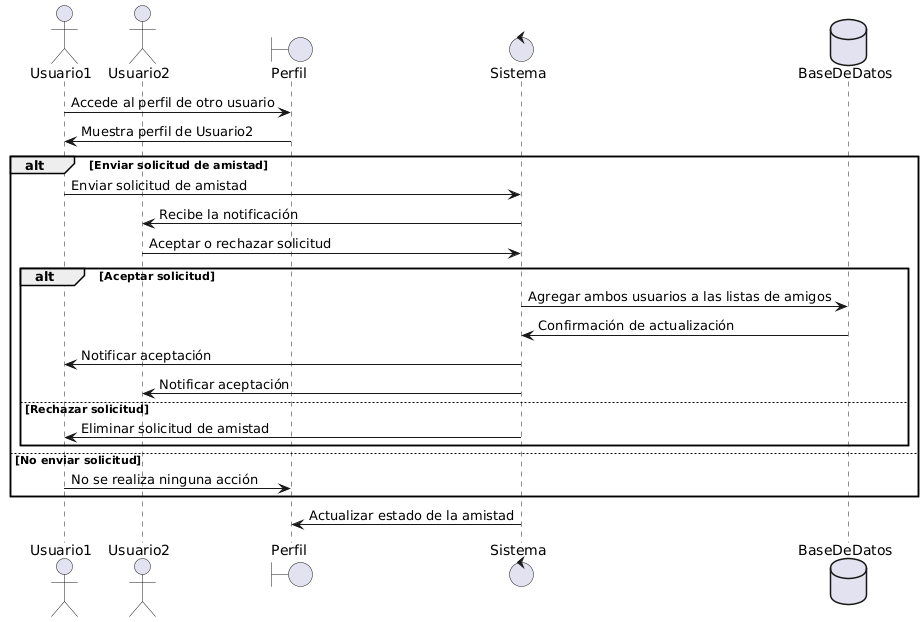 Usuario1 Usuario2 Perfil Sistema BaseDeDatos
Accede al perfil de otro usuario
Muestra perfil de Usuario2
alt [Enviar solicitud de amistad]
Enviar solicitud de amistad
Recibe la notificación
Aceptar o rechazar solicitud
alt [Aceptar solicitud]
Agregar ambos usuarios a las listas de amigos
Confirmación de actualización
Notificar aceptación
Notificar aceptación
[Rechazar solicitud]
Eliminar solicitud de amistad
[No enviar solicitud]
No se realiza ninguna acción
Actualizar estado de la amistad
Usuario1 Usuario2 Perfil Sistema BaseDeDatos